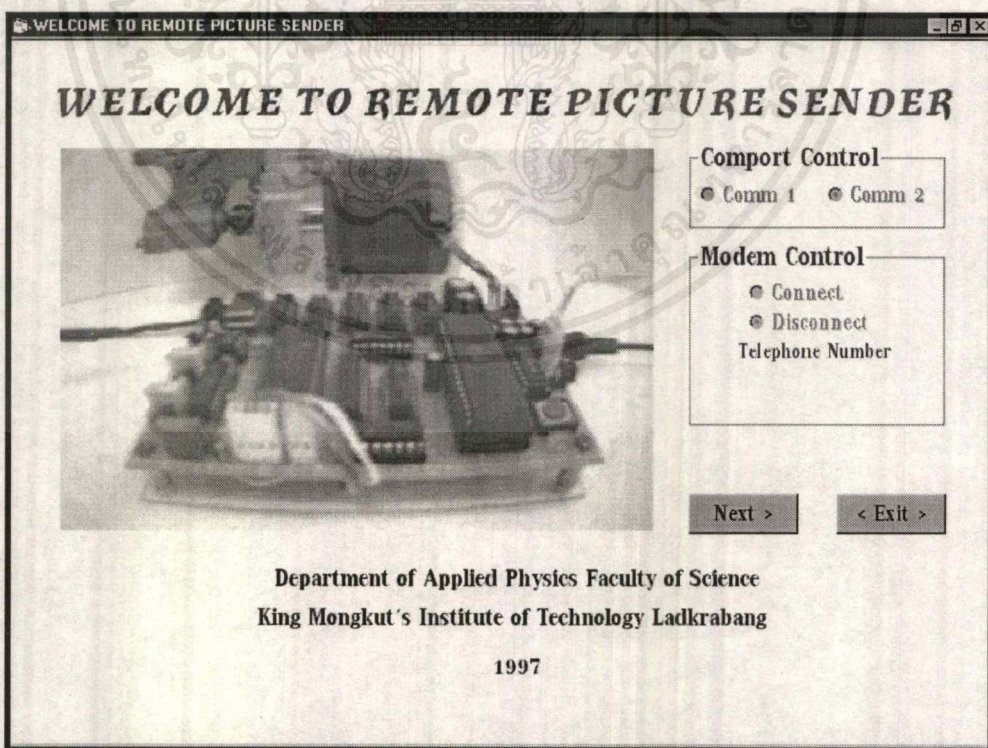 WELCOME TO REMOTE PICTURE SENDER
WELCOME TO REMOTE PICTURE SENDER
Comport Control
Comm 1 Comm 2
Modem Control
Connect
Disconnect
Telephone Number
Next > < Exit >
Department of Applied Physics Faculty of Science
King Mongkut's Institute of Technology Ladkrabang
1997